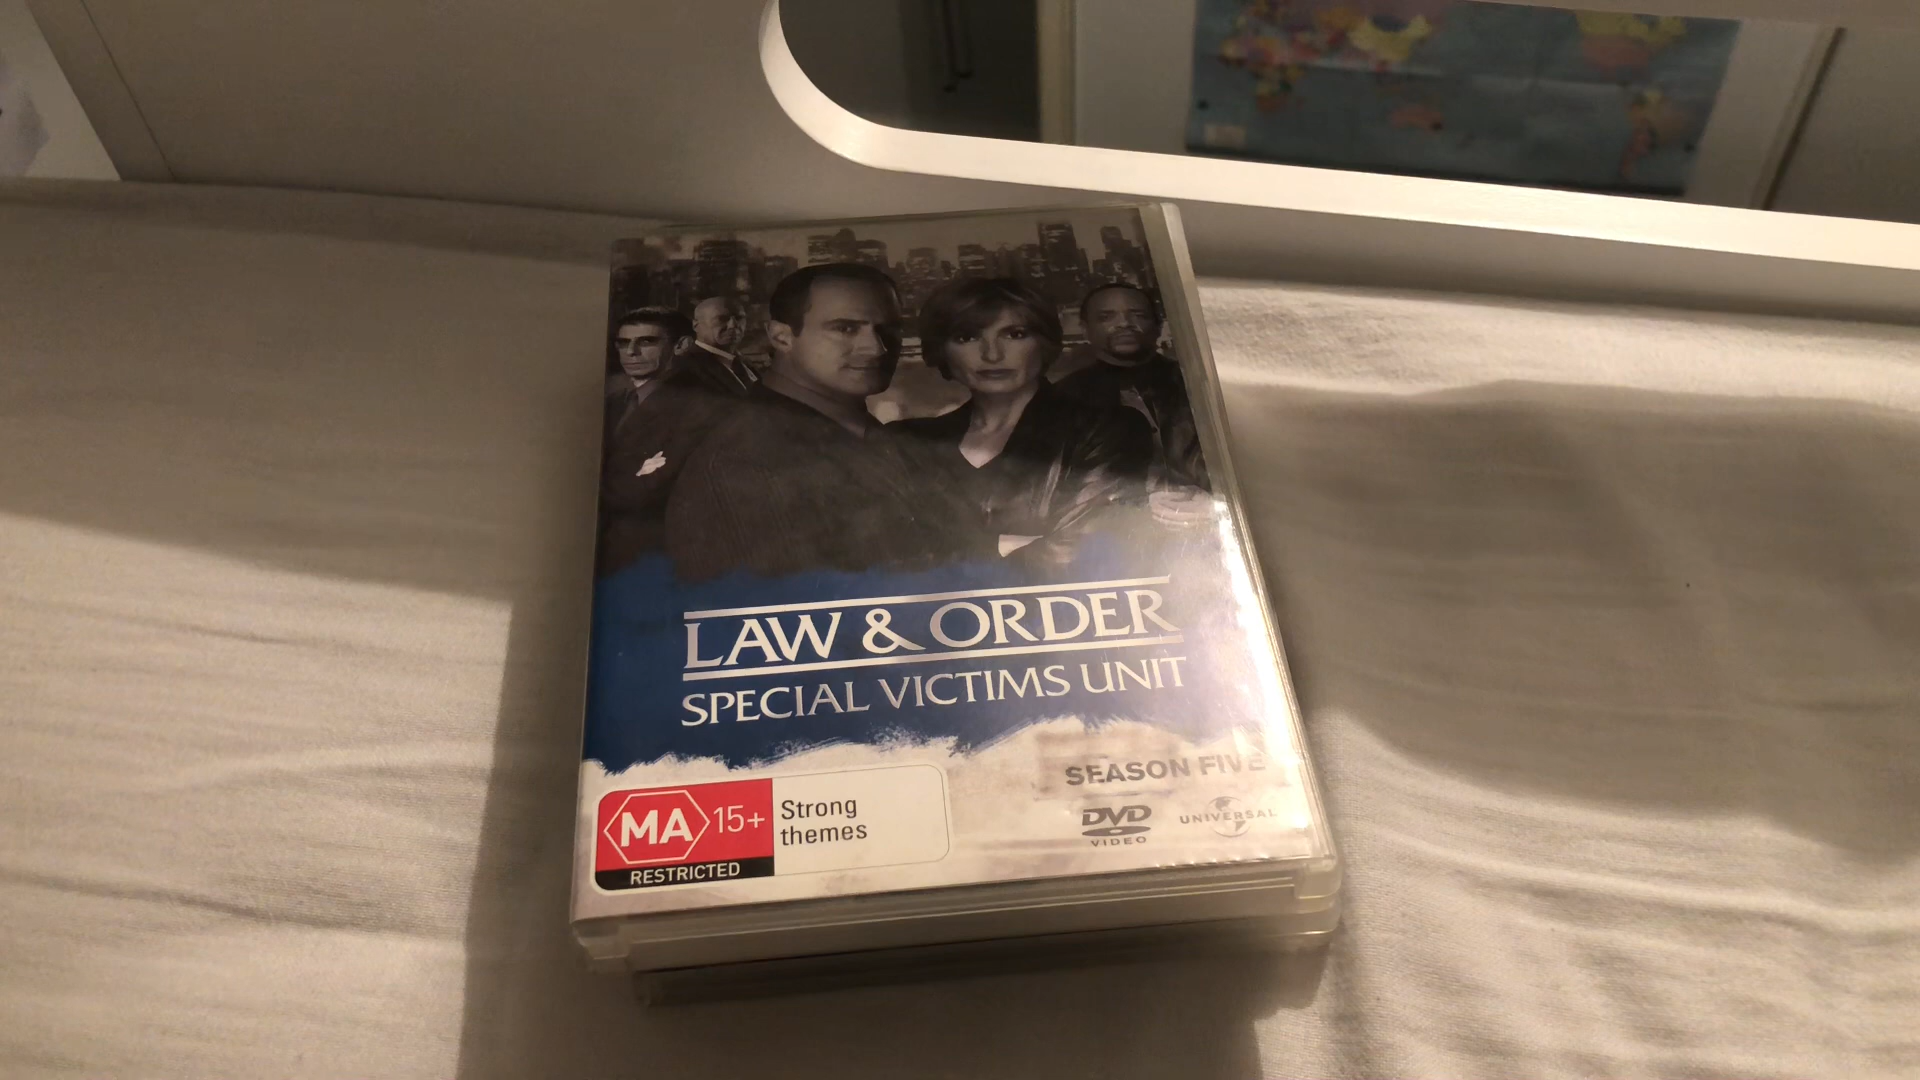 LAW & ORDER
SPECIAL VICTIMS UNIT
SEASON FIVE
MA 15+
RESTRICTED
Strong
themes
DVD
VIDEO
UNIVERSAL